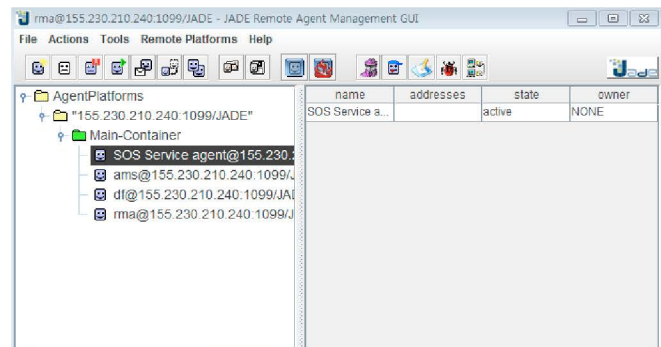 rma@155.230.210.240:1099/JADE - JADE Remote Agent Management GUI
File Actions Tools Remote Platforms Help
Jade
AgentPlatforms
"155.230.210.240:1099/JADE"
Main-Container
SOS Service agent@155.230.
ams@155.230.210.240:1099/J
df@155.230.210.240:1099/JA
rma@155.230.210.240:1099/J
name addresses state owner
SOS Service a... active NONE